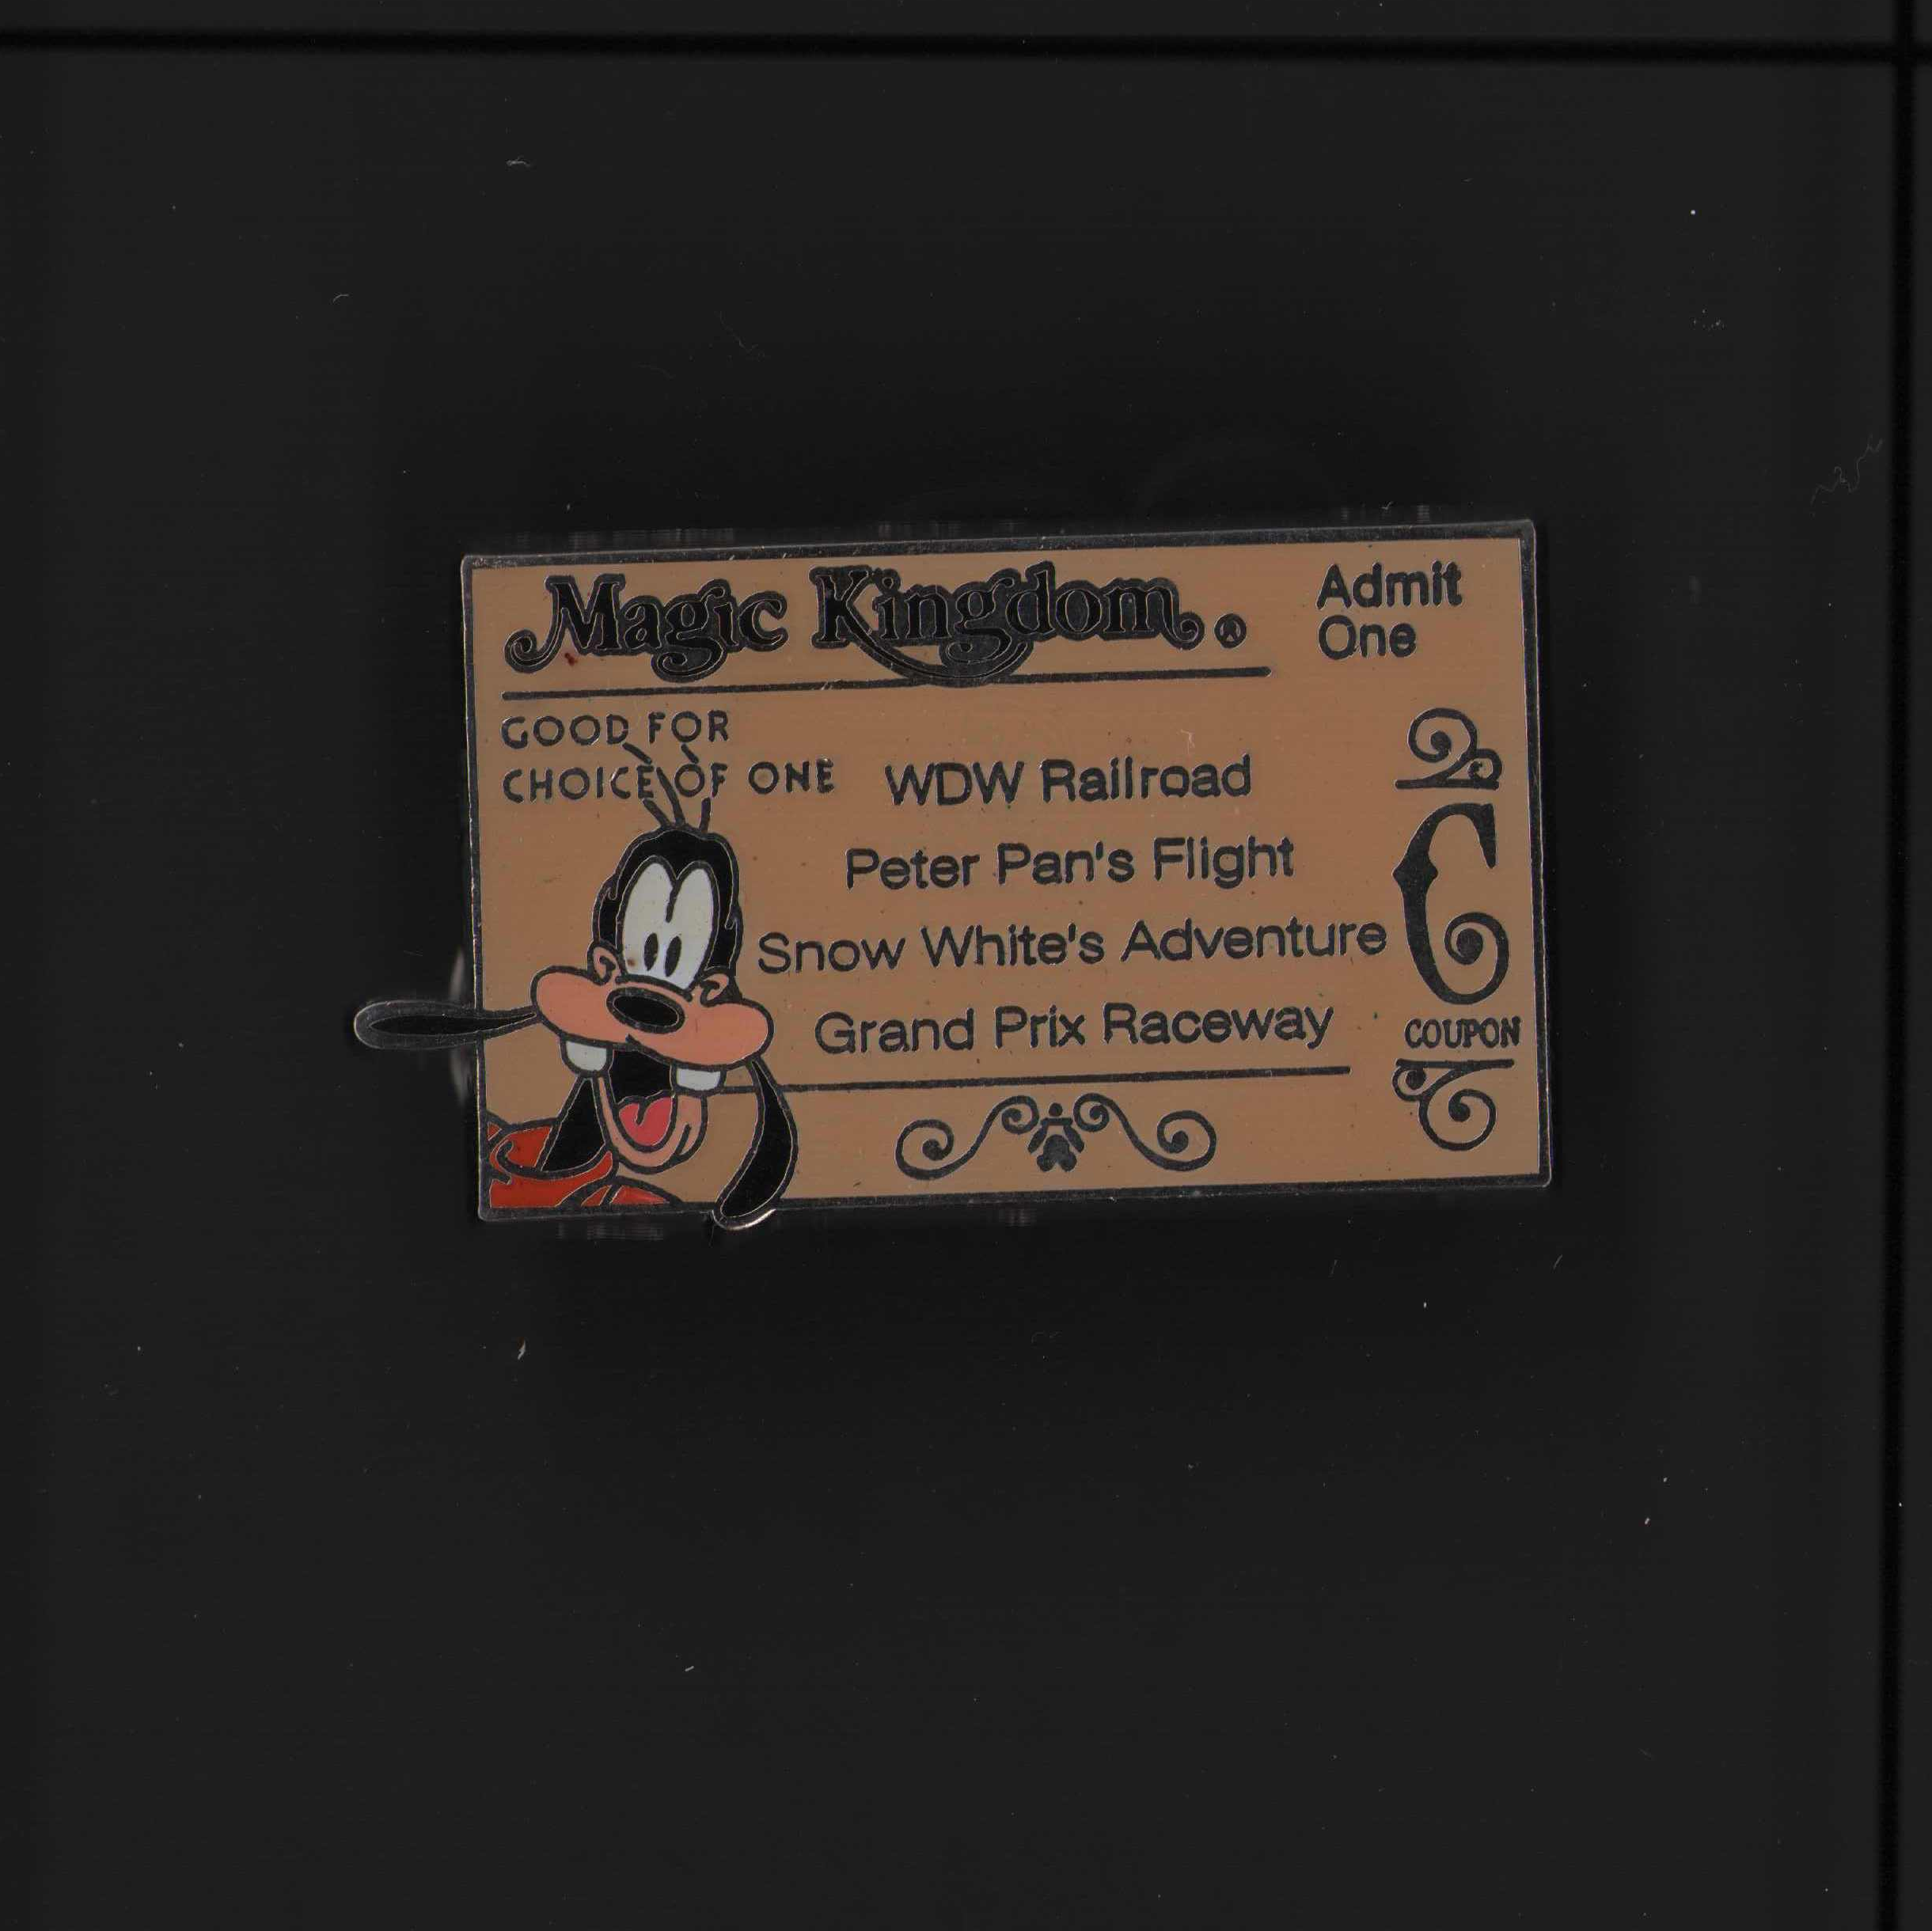 Magic Kingdom®
Admit
One
GOOD FOR
CHOICE OF ONE
WDW Railroad
Peter Pan's Flight
Snow White's Adventure
Grand Prix Raceway
C
COUPON